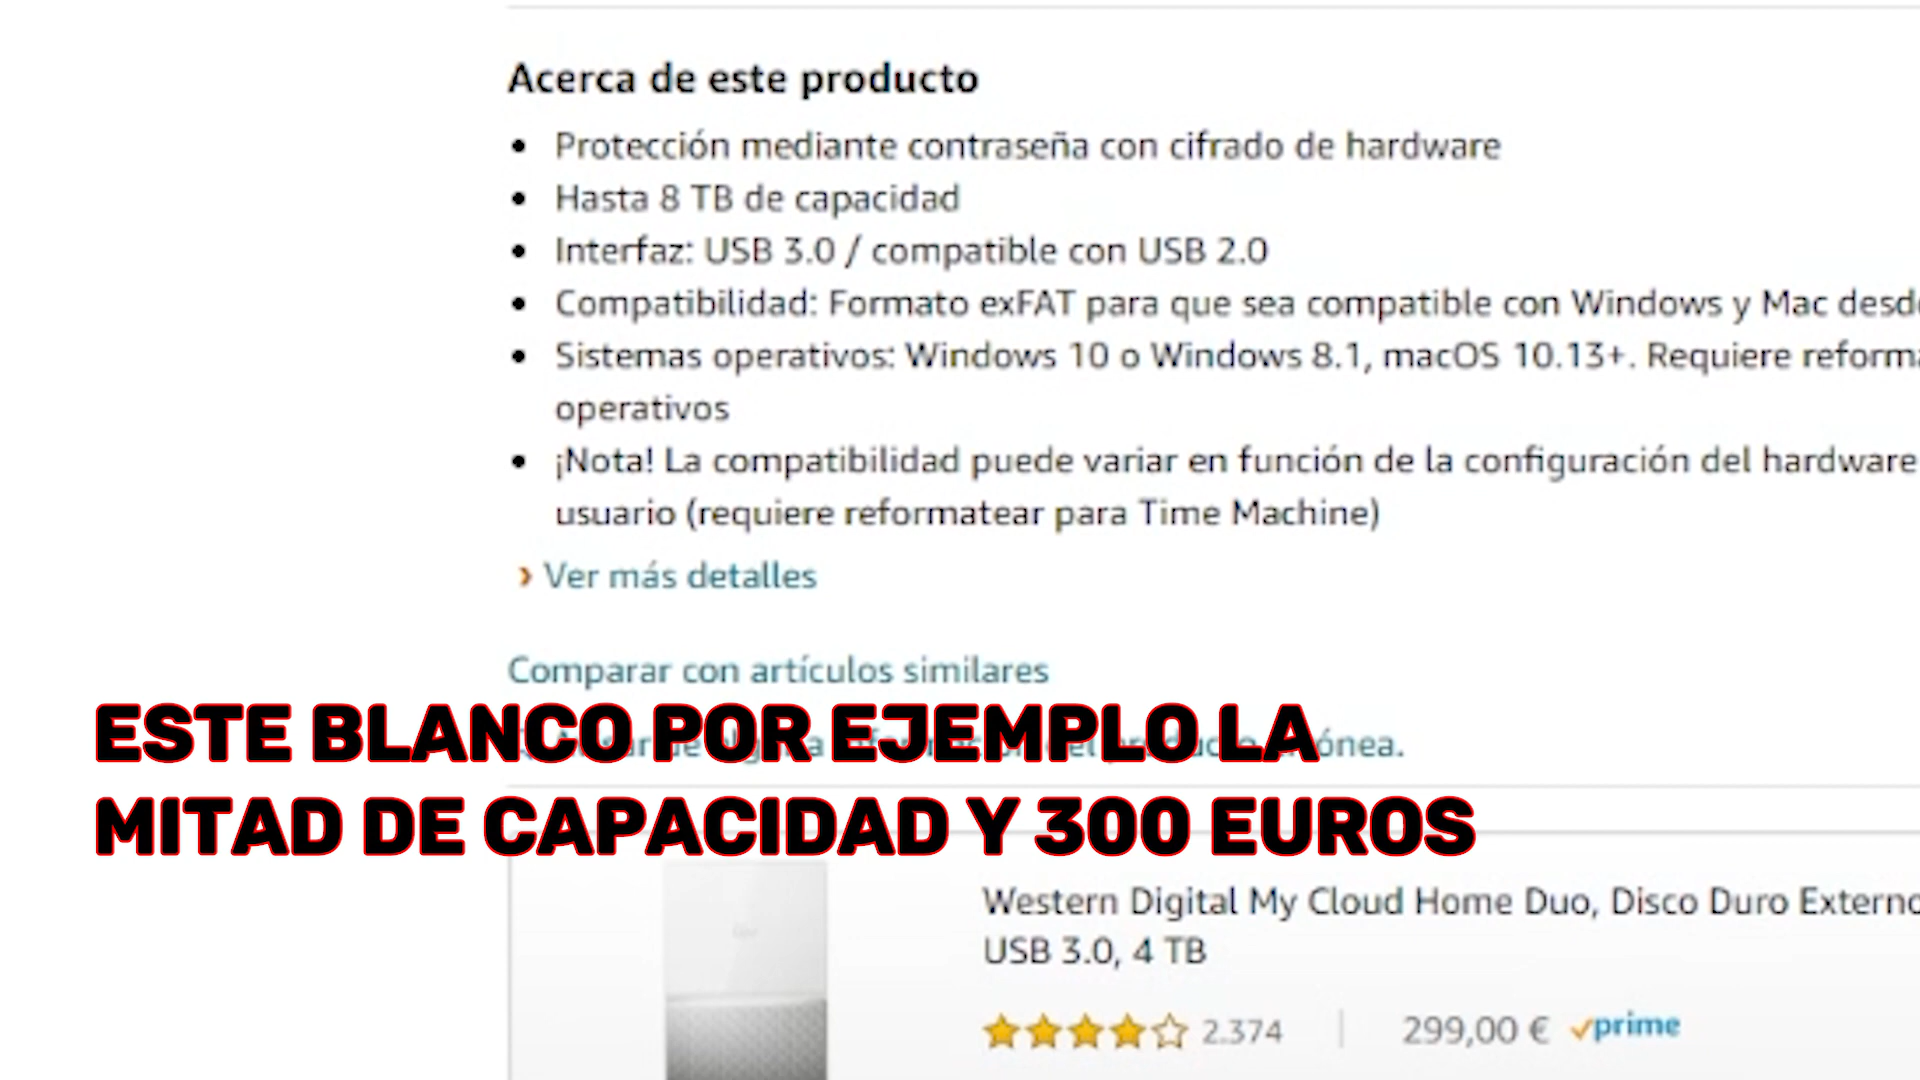 Acerca de este producto
• Protección mediante contraseña con cifrado de hardware
• Hasta 8 TB de capacidad
• Interfaz: USB 3.0 / compatible con USB 2.0
• Compatibilidad: Formato exFAT para que sea compatible con Windows y Mac
• Sistemas operativos: Windows 10 o Windows 8.1, macOS 10.13+. Requiere
operativos
• ¡Nota! La compatibilidad puede variar en función de la configuración del hardware
usuario (requiere reformatear para Time Machine)
› Ver más detalles
Comparar con artículos similares
ESTE BLANCO POR EJEMPLO LA
MITAD DE CAPACIDAD Y 300 EUROS
Western Digital My Cloud Home Duo, Disco Duro Externo
USB 3.0, 4 TB
2.374 299,00 € prime